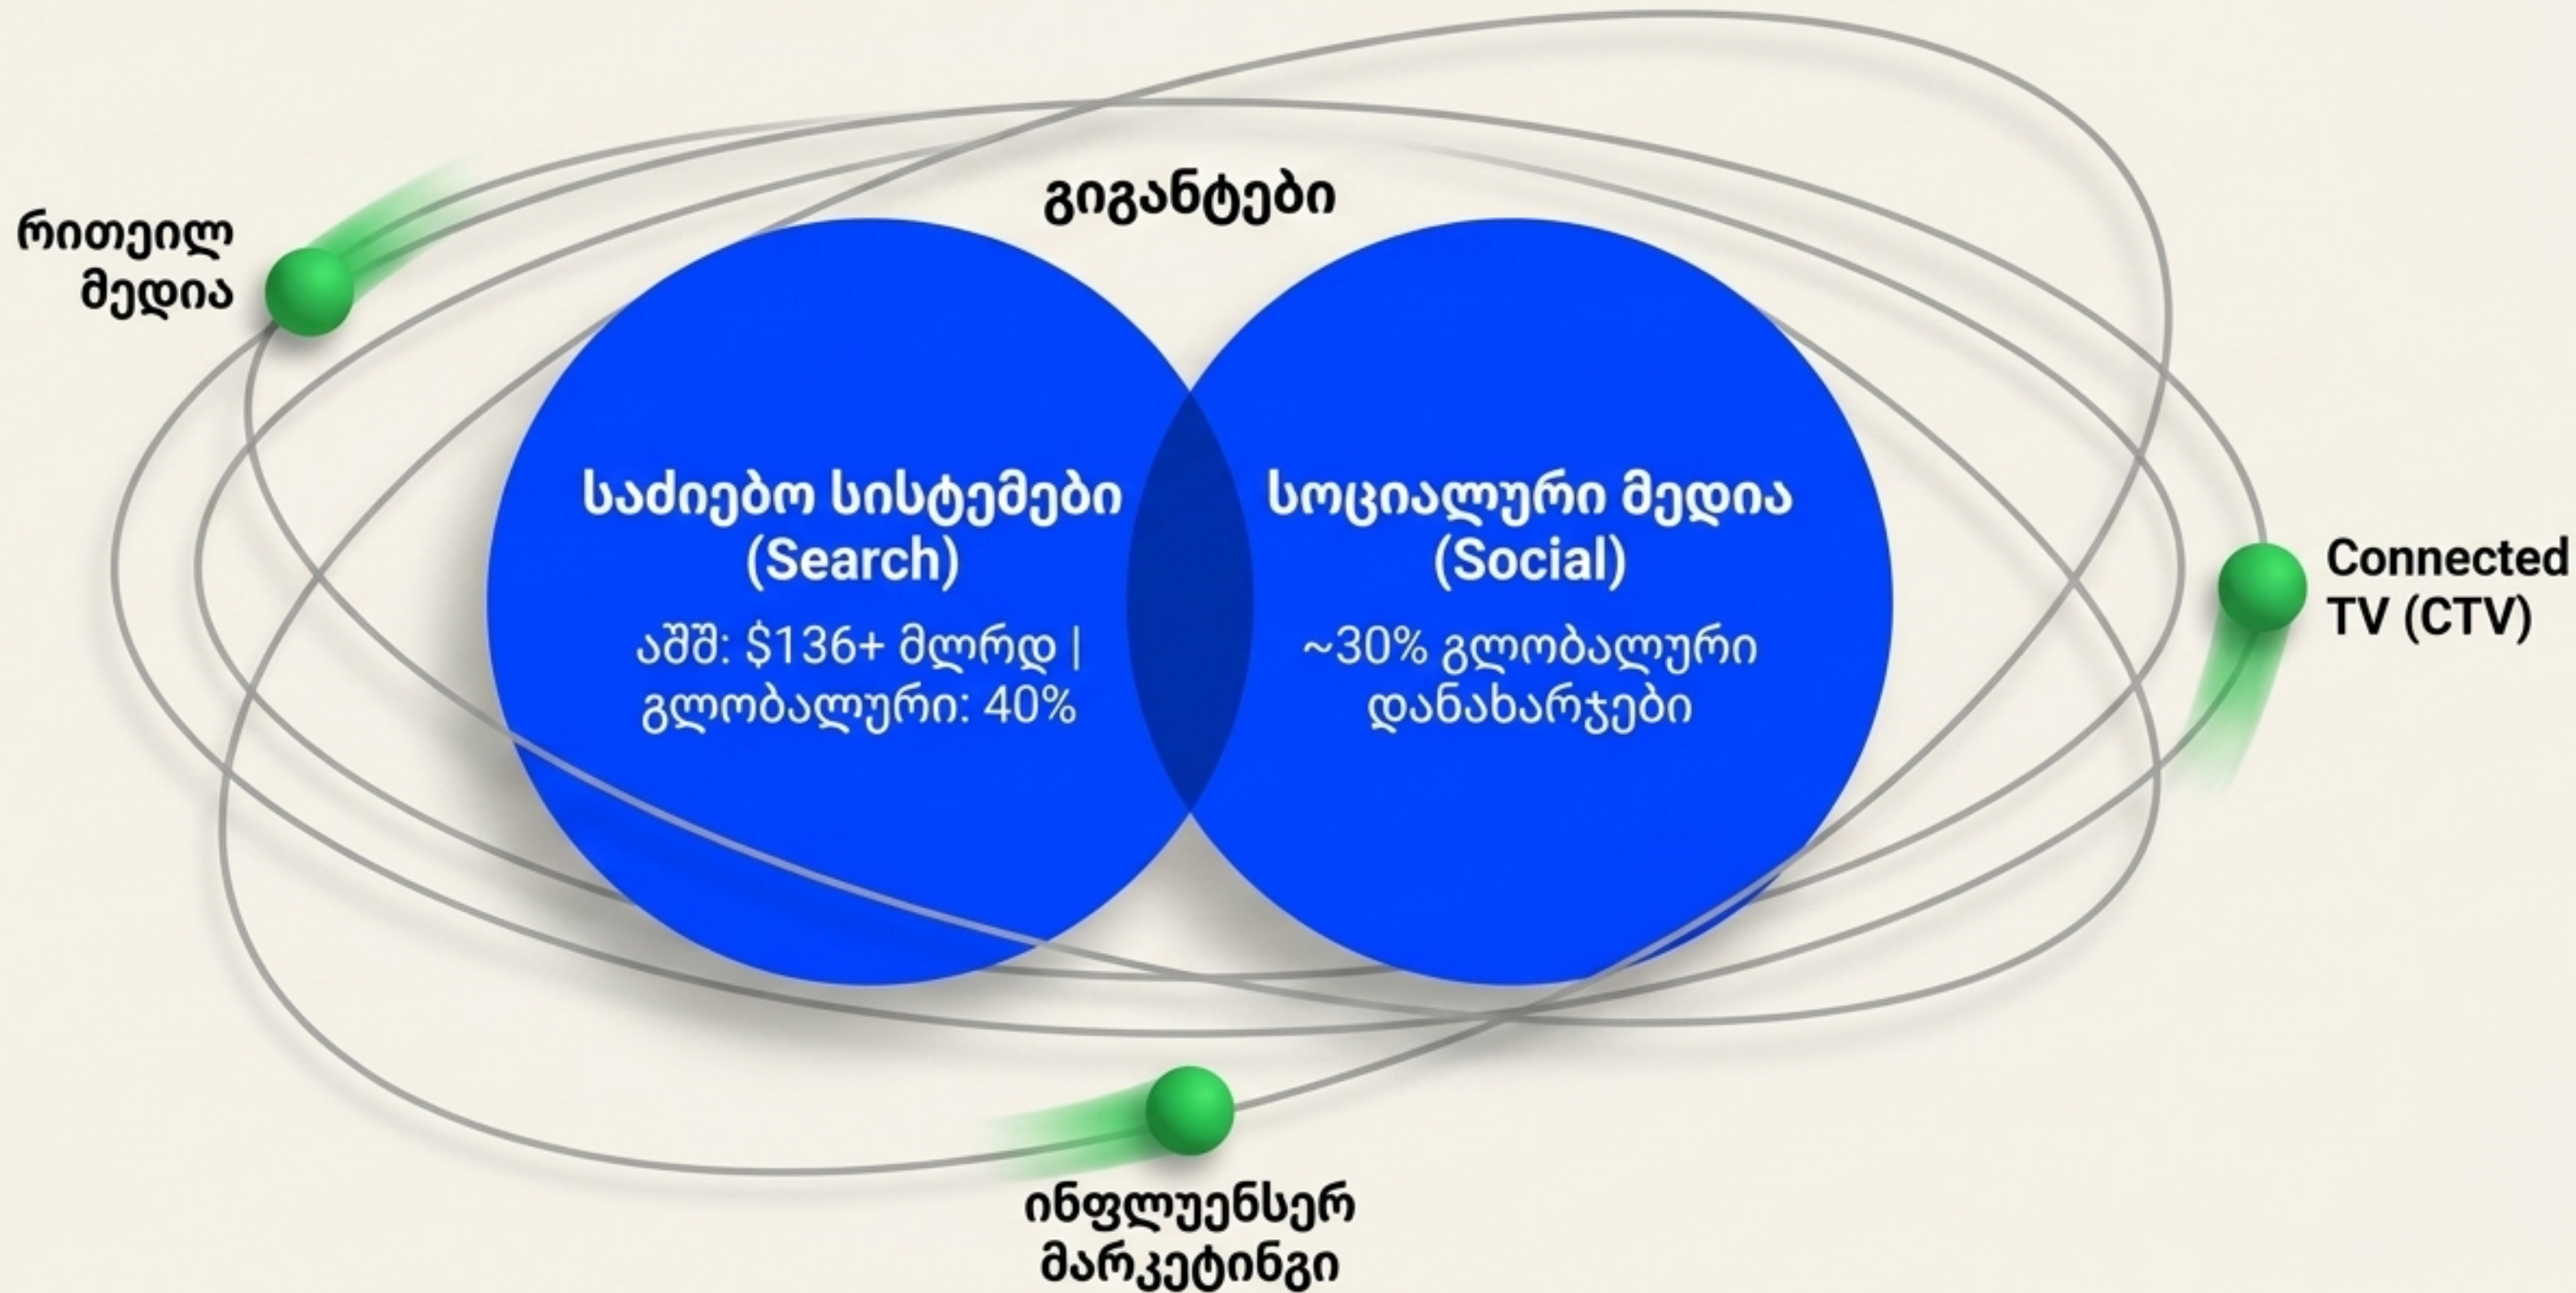 გიგანტები
რითეილ
მედია
საძიებო სისტემები
(Search)
აშშ: $136+ მლრდ |
გლობალური: 40%
სოციალური მედია
(Social)
~30% გლობალური
დანახარჯები
Connected
TV (CTV)
ინფლუენსერ
მარკეტინგი